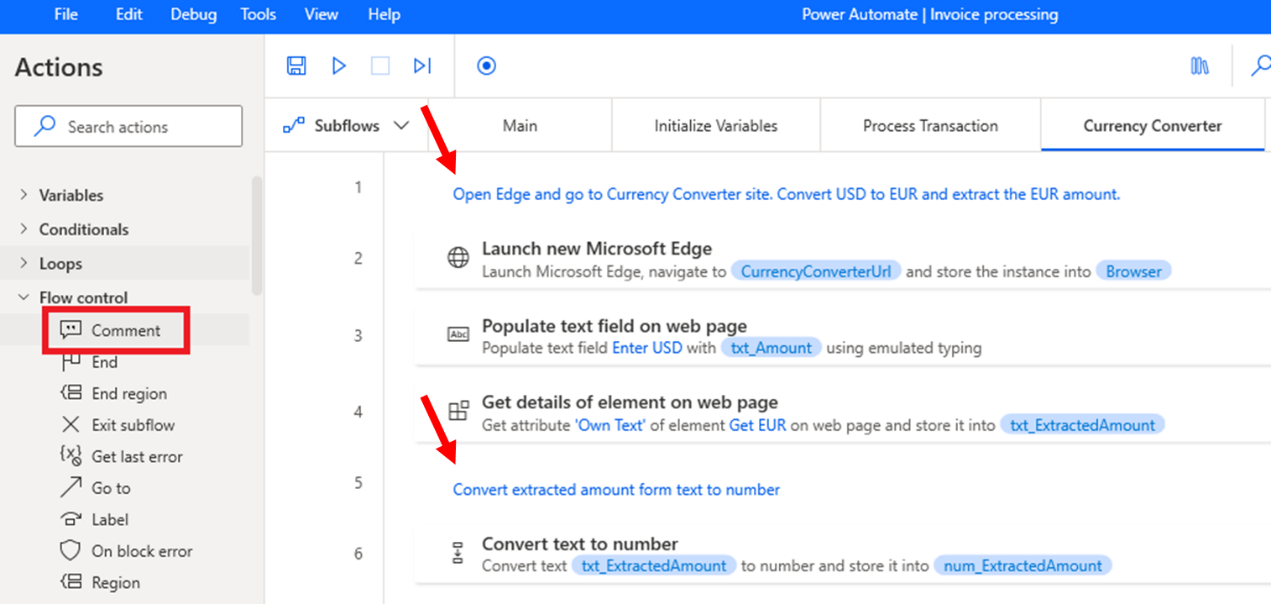 File Edit Debug Tools View Help Power Automate | Invoice processing
Actions
Search actions
Variables
Conditionals
Loops
Flow control
Comment
End
End region
Exit subflow
Get last error
Go to
Label
On block error
Region
Subflows Main Initialize Variables Process Transaction Currency Converter
1 Open Edge and go to Currency Converter site. Convert USD to EUR and extract the EUR amount.
2 Launch new Microsoft Edge
Launch Microsoft Edge, navigate to CurrencyConverterUrl and store the instance into Browser
3 Abc Populate text field on web page
Populate text field Enter USD with txt_Amount using emulated typing
4 Get details of element on web page
Get attribute 'Own Text' of element Get EUR on web page and store it into txt_ExtractedAmount
5 Convert extracted amount form text to number
6 Convert text to number
Convert text txt_ExtractedAmount to number and store it into num_ExtractedAmount